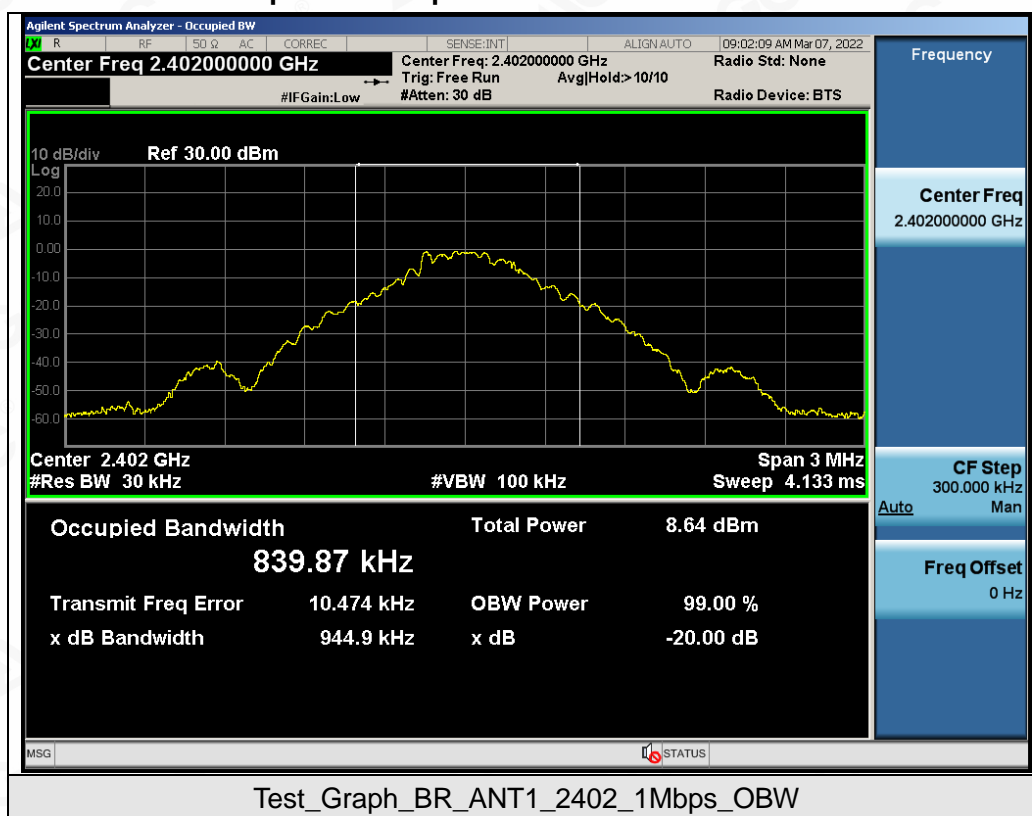 Agilent Spectrum Analyzer - Occupied BW
LXI R RF 50 Ω AC CORREC SENSE:INT ALIGN AUTO 09:02:09 AM Mar 07, 2022
Center Freq 2.402000000 GHz Center Freq: 2.402000000 GHz Radio Std: None
Trig: Free Run Avg|Hold:> 10/10
#IFGain:Low #Atten: 30 dB Radio Device: BTS
10 dB/div Ref 30.00 dBm
Log
20.0
10.0
0.00
-10.0
-20.0
-30.0
-40.0
-50.0
-60.0
Center 2.402 GHz Span 3 MHz
#Res BW 30 kHz #VBW 100 kHz Sweep 4.133 ms
Occupied Bandwidth Total Power 8.64 dBm
839.87 kHz
Transmit Freq Error 10.474 kHz OBW Power 99.00 %
x dB Bandwidth 944.9 kHz x dB -20.00 dB
MSG STATUS
Frequency
Center Freq
2.402000000 GHz
CF Step
300.000 kHz
Auto Man
Freq Offset
0 Hz
Test_Graph_BR_ANT1_2402_1Mbps_OBW